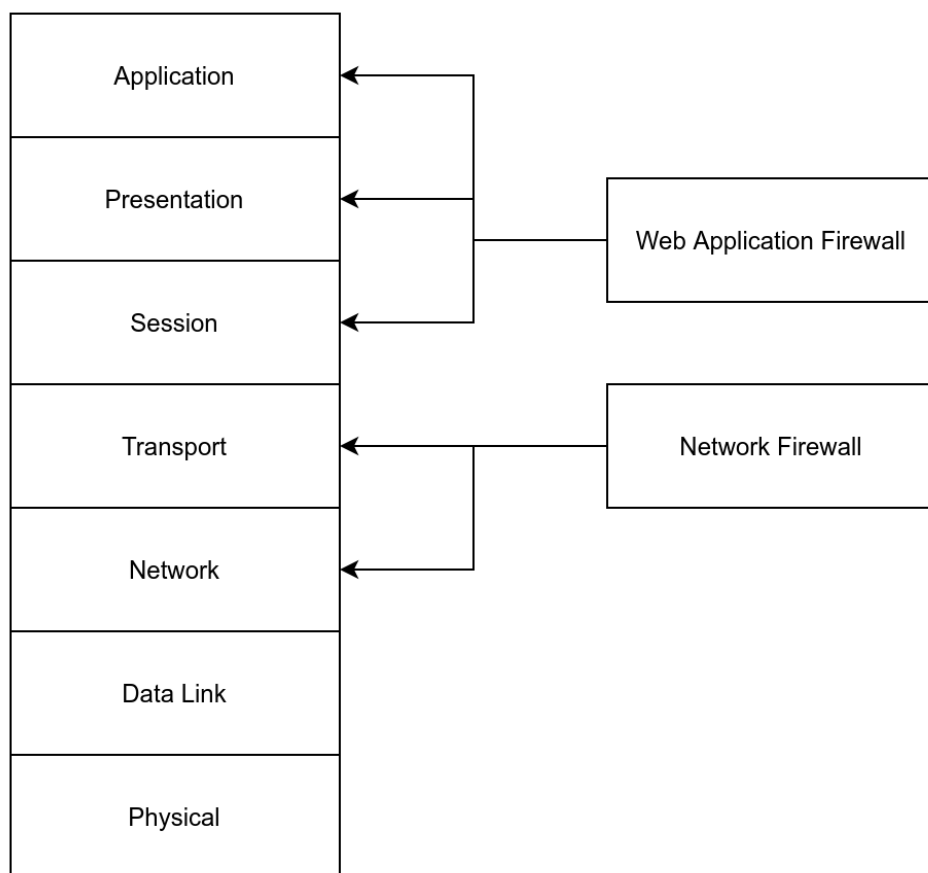 Application
Presentation
Web Application Firewall
Session
Transport
Network Firewall
Network
Data Link
Physical